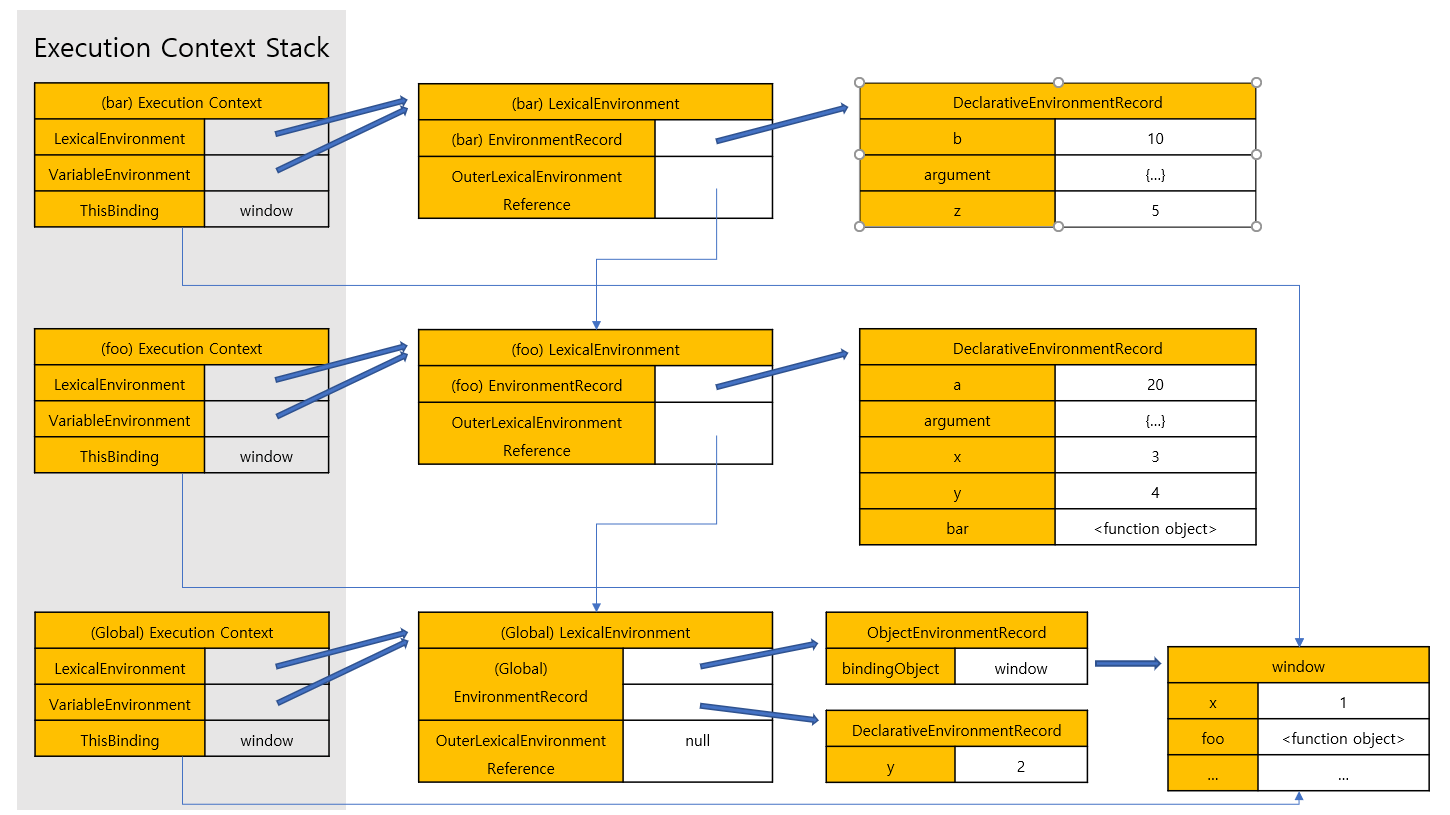 Execution Context Stack
(bar) Execution Context
LexicalEnvironment
VariableEnvironment
ThisBinding window
(bar) LexicalEnvironment
(bar) EnvironmentRecord
OuterLexicalEnvironment
Reference
DeclarativeEnvironmentRecord
b 10
argument {...}
z 5
(foo) Execution Context
LexicalEnvironment
VariableEnvironment
ThisBinding window
(foo) LexicalEnvironment
(foo) EnvironmentRecord
OuterLexicalEnvironment
Reference
DeclarativeEnvironmentRecord
a 20
argument {...}
x 3
y 4
bar <function object>
(Global) Execution Context
LexicalEnvironment
VariableEnvironment
ThisBinding window
(Global) LexicalEnvironment
(Global)
EnvironmentRecord
OuterLexicalEnvironment
Reference
null
ObjectEnvironmentRecord
bindingObject window
DeclarativeEnvironmentRecord
y 2
window
x 1
foo <function object>
... ...